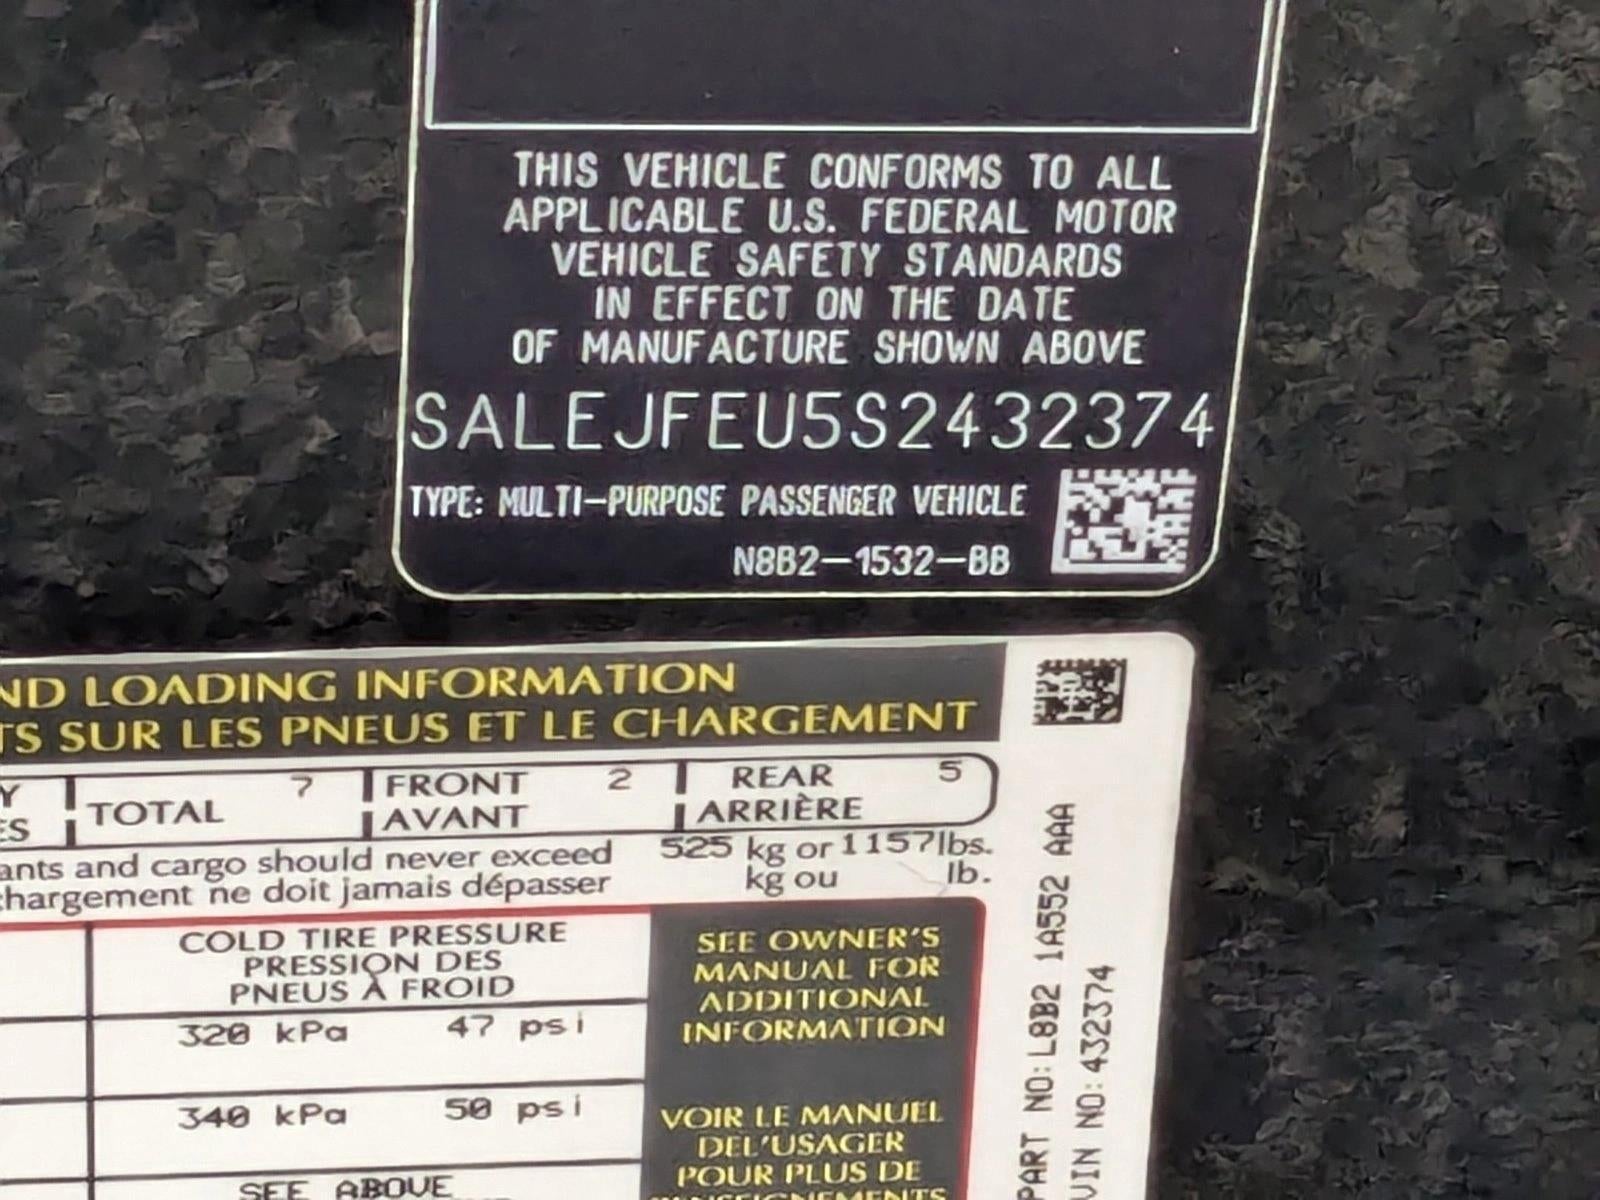 THIS VEHICLE CONFORMS TO ALL
APPLICABLE U.S. FEDERAL MOTOR
VEHICLE SAFETY STANDARDS
IN EFFECT ON THE DATE
OF MANUFACTURE SHOWN ABOVE
SALEJFEU5S2432374
TYPE: MULTI-PURPOSE PASSENGER VEHICLE
N8B2-1532-BB
ND LOADING INFORMATION
TS SUR LES PNEUS ET LE CHARGEMENT
Y TOTAL 7 FRONT 2 REAR 5
ES AVANT ARRIÈRE
ants and cargo should never exceed 525 kg or 1157 lbs.
chargement ne doit jamais dépasser kg ou lb.
COLD TIRE PRESSURE
PRESSION DES
PNEUS À FROID
320 kPa 47 psi
340 kPa 50 psi
SEE ABOVE
SEE OWNER'S
MANUAL FOR
ADDITIONAL
INFORMATION
VOIR LE MANUEL
DEL'USAGER
POUR PLUS DE
RENSEIGNEMENTS
PART NO: L8B2 1A552 AAA
VIN NO: 432374